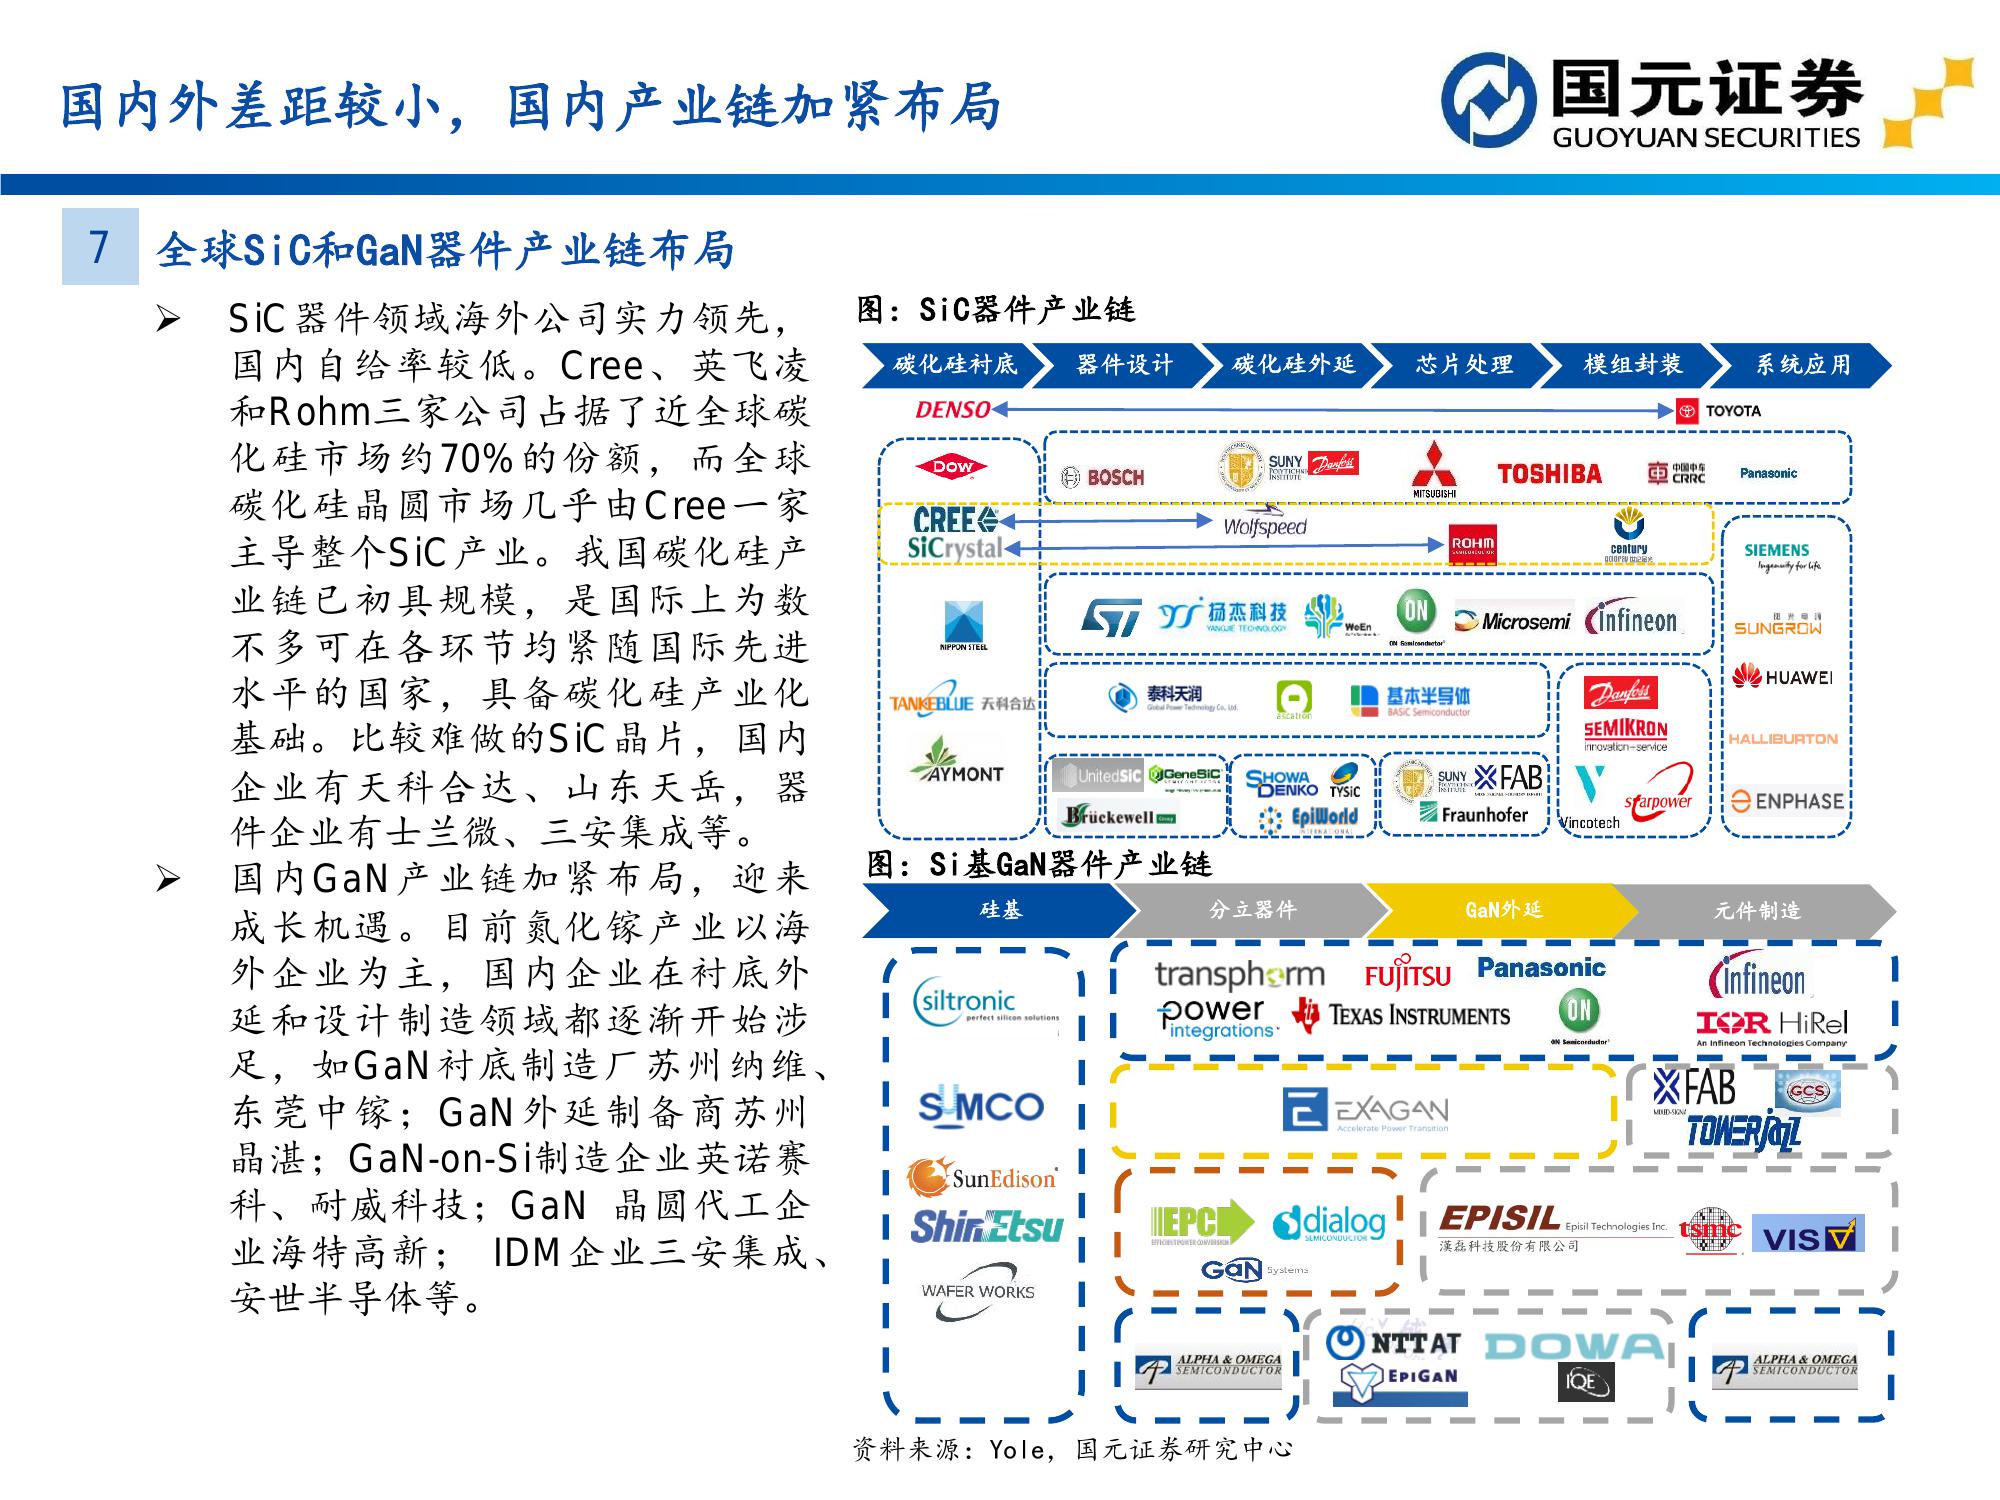 国内外差距较小，国内产业链加紧布局
国元证券
GUOYUAN SECURITIES
7
全球SiC和GaN器件产业链布局
➢ SiC器件领域海外公司实力领先，
国内自给率较低。Cree、英飞凌
和Rohm三家公司占据了近全球碳
化硅市场约70%的份额，而全球
碳化硅晶圆市场几乎由Cree一家
主导整个SiC产业。我国碳化硅产
业链已初具规模，是国际上为数
不多可在各环节均紧随国际先进
水平的国家，具备碳化硅产业化
基础。比较难做的SiC晶片，国内
企业有天科合达、山东天岳，器
件企业有士兰微、三安集成等。
➢ 国内GaN产业链加紧布局，迎来
成长机遇。目前氮化镓产业以海
外企业为主，国内企业在衬底外
延和设计制造领域都逐渐开始涉
足，如GaN衬底制造厂苏州纳维、
东莞中镓；GaN外延制备商苏州
晶湛；GaN-on-Si制造企业英诺赛
科、耐威科技；GaN 晶圆代工企
业海特高新； IDM企业三安集成、
安世半导体等。
图：SiC器件产业链
碳化硅衬底 器件设计 碳化硅外延 芯片处理 模组封装 系统应用
DENSO TOYOTA
Dow
BOSCH
SUNY
POLYTECHNIC
INSTITUTE
Danfoss
MITSUBISHI
TOSHIBA
中国中车
CRRC
Panasonic
CREE
Wolfspeed
SiCrystal
ROHM
SEMICONDUCTOR
century
SIEMENS
Ingenuity for life
NIPPON STEEL
ST
扬杰科技
YANGJIE TECHNOLOGY
WeEn
ON
ON Semiconductor
Microsemi
infineon
SUNGROW
HUAWEI
TANKEBLUE 天科合达
泰科天润
Global Power Technology Co., Ltd.
ascatron
基本半导体
BASiC Semiconductor
Danfoss
SEMIKRON
innovation+service
HALLIBURTON
AYMONT
UnitedSiC
GeneSiC
SEMICONDUCTOR
Brückewell
SHOWA
DENKO
TYSiC
EpiWorld
INTERNATIONAL
SUNY
POLYTECHNIC
INSTITUTE
XFAB
Fraunhofer
Vincotech
starpower
ENPHASE
图：Si基GaN器件产业链
硅基 分立器件 GaN外延 元件制造
siltronic
perfect silicon solutions
transphorm
FUJITSU
Panasonic
infineon
power
integrations
TEXAS INSTRUMENTS
ON
ON Semiconductor
IOR HiRel
An Infineon Technologies Company
SUMCO
EXAGAN
Accelerate Power Transition
XFAB
GCS
TOWERJAZZ
SunEdison
Shin-Etsu
EPC
EFFICIENT POWER CONVERSION
dialog
SEMICONDUCTOR
GaN Systems
EPISIL Episil Technologies Inc.
漢磊科技股份有限公司
tsmc
VIS
WAFER WORKS
ALPHA & OMEGA
SEMICONDUCTOR
NTT AT
DOWA
EPIGAN
IQE
ALPHA & OMEGA
SEMICONDUCTOR
资料来源：Yole，国元证券研究中心